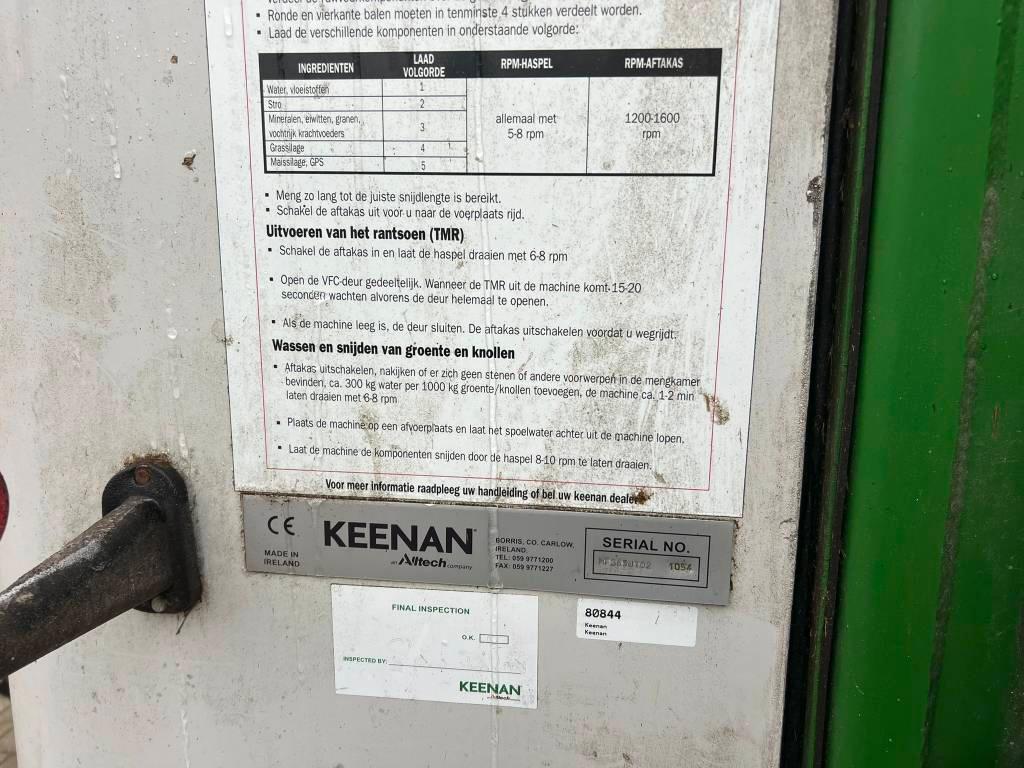 ▪ Ronde en vierkante balen moeten in tenminste 4 stukken verdeelt worden.
▪ Laad de verschillende komponenten in onderstaande volgorde:
INGREDIENTEN LAAD VOLGORDE RPM-HASPEL RPM-AFTAKAS
Water, vloeistoffen 1
Stro 2
Mineralen, eiwitten, granen,
vochtrijk krachtvoeders 3
allemaal met
5-8 rpm
1200-1600
rpm
Grassilage 4
Maissilage, GPS 5
▪ Meng zo lang tot de juiste snijdlengte is bereikt.
▪ Schakel de aftakas uit voor u naar de voerplaats rijd.
Uitvoeren van het rantsoen (TMR)
▪ Schakel de aftakas in en laat de haspel draaien met 6-8 rpm
▪ Open de VFC-deur gedeeltelijk. Wanneer de TMR uit de machine komt 15-20
seconden wachten alvorens de deur helemaal te openen.
▪ Als de machine leeg is, de deur sluiten. De aftakas uitschakelen voordat u wegrijdt.
Wassen en snijden van groente en knollen
▪ Aftakas uitschakelen, nakijken of er zich geen stenen of andere voorwerpen in de mengkamer
bevinden, ca. 300 kg water per 1000 kg groente/knollen toevoegen, de machine ca. 1-2 min
laten draaien met 6-8 rpm
▪ Plaats de machine op een afvoerplaats en laat het spoelwater achter uit de machine lopen.
▪ Laat de machine de komponenten snijden door de haspel 8-10 rpm te laten draaien.
Voor meer informatie raadpleeg uw handleiding of bel uw keenan dealer
CE
MADE IN
IRELAND
KEENAN
an Alltech company
BORRIS, CO. CARLOW,
IRELAND.
TEL: 059 9771200
FAX: 059 9771227
SERIAL NO.
1054
FINAL INSPECTION
O.K.
INSPECTED BY:
KEENAN
Alltech
80844
Keenan
Keenan